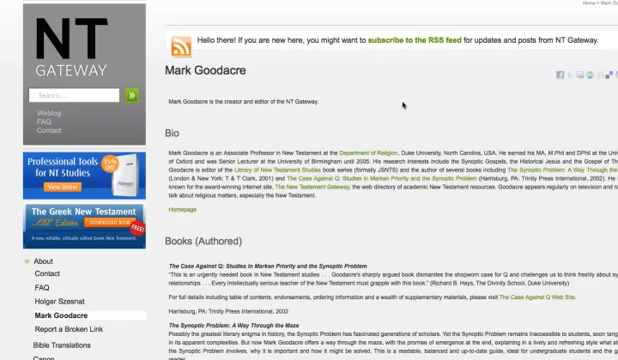 Home » Mark Go
NT
GATEWAY
Search...
Weblog
FAQ
Contact
Professional Tools
for NT Studies
15% OFF
View Demo
The Greek New Testament
SBL Edition
DOWNLOAD NOW
FREE
A new, reliable, critically edited Greek New Testament.
About
Contact
FAQ
Holger Szesnat
Mark Goodacre
Report a Broken Link
Bible Translations
Canon
Hello there! If you are new here, you might want to subscribe to the RSS feed for updates and posts from NT Gateway.
Mark Goodacre
Mark Goodacre is the creator and editor of the NT Gateway.
Bio
Mark Goodacre is an Associate Professor in New Testament at the Department of Religion, Duke University, North Carolina, USA. He earned his MA, M.Phil and DPhil at the Uni
of Oxford and was Senior Lecturer at the University of Birmingham until 2005. His research interests include the Synoptic Gospels, the Historical Jesus and the Gospel of Th
Goodacre is editor of the Library of New Testament Studies book series (formally JSNTS) and the author of several books including The Synoptic Problem: A Way Through the
(London & New York: T & T Clark, 2001) and The Case Against Q: Studies in Markan Priority and the Synoptic Problem (Harrisburg, PA: Trinity Press International, 2002). He
known for the award-winning internet site, The New Testament Gateway, the web directory of academic New Testament resources. Goodacre appears regularly on television and r
talk about religious matters, especially the New Testament.
Homepage
Books (Authored)
The Case Against Q: Studies in Markan Priority and the Synoptic Problem
"This is an urgently needed book in New Testament studies . . . Goodacre's sharply argued book dismantles the shopworn case for Q and challenges us to think freshly about sy
relationships . . . Every intellectually serious teacher of the New Testament must grapple with this book." (Richard B. Hays, The Divinity School, Duke University)
For full details including table of contents, endorsements, ordering information and a wealth of supplementary materials, please visit The Case Against Q Web Site.
Harrisburg, PA: Trinity Press International 2002
The Synoptic Problem: A Way Through the Maze
Possibly the greatest literary enigma in history, the Synoptic Problem has fascinated generations of scholars. Yet the Synoptic Problem remains inaccessible to students, soon tang
in its apparent complexities. But now Mark Goodacre offers a way through the maze, with the promise of emergence at the end, explaining in a lively and refreshing style what st
the Synoptic Problem involves, why it is important and how it might be solved. This is a readable, balanced and up-to-date guide, ideal for undergraduate students and the gene
reader.